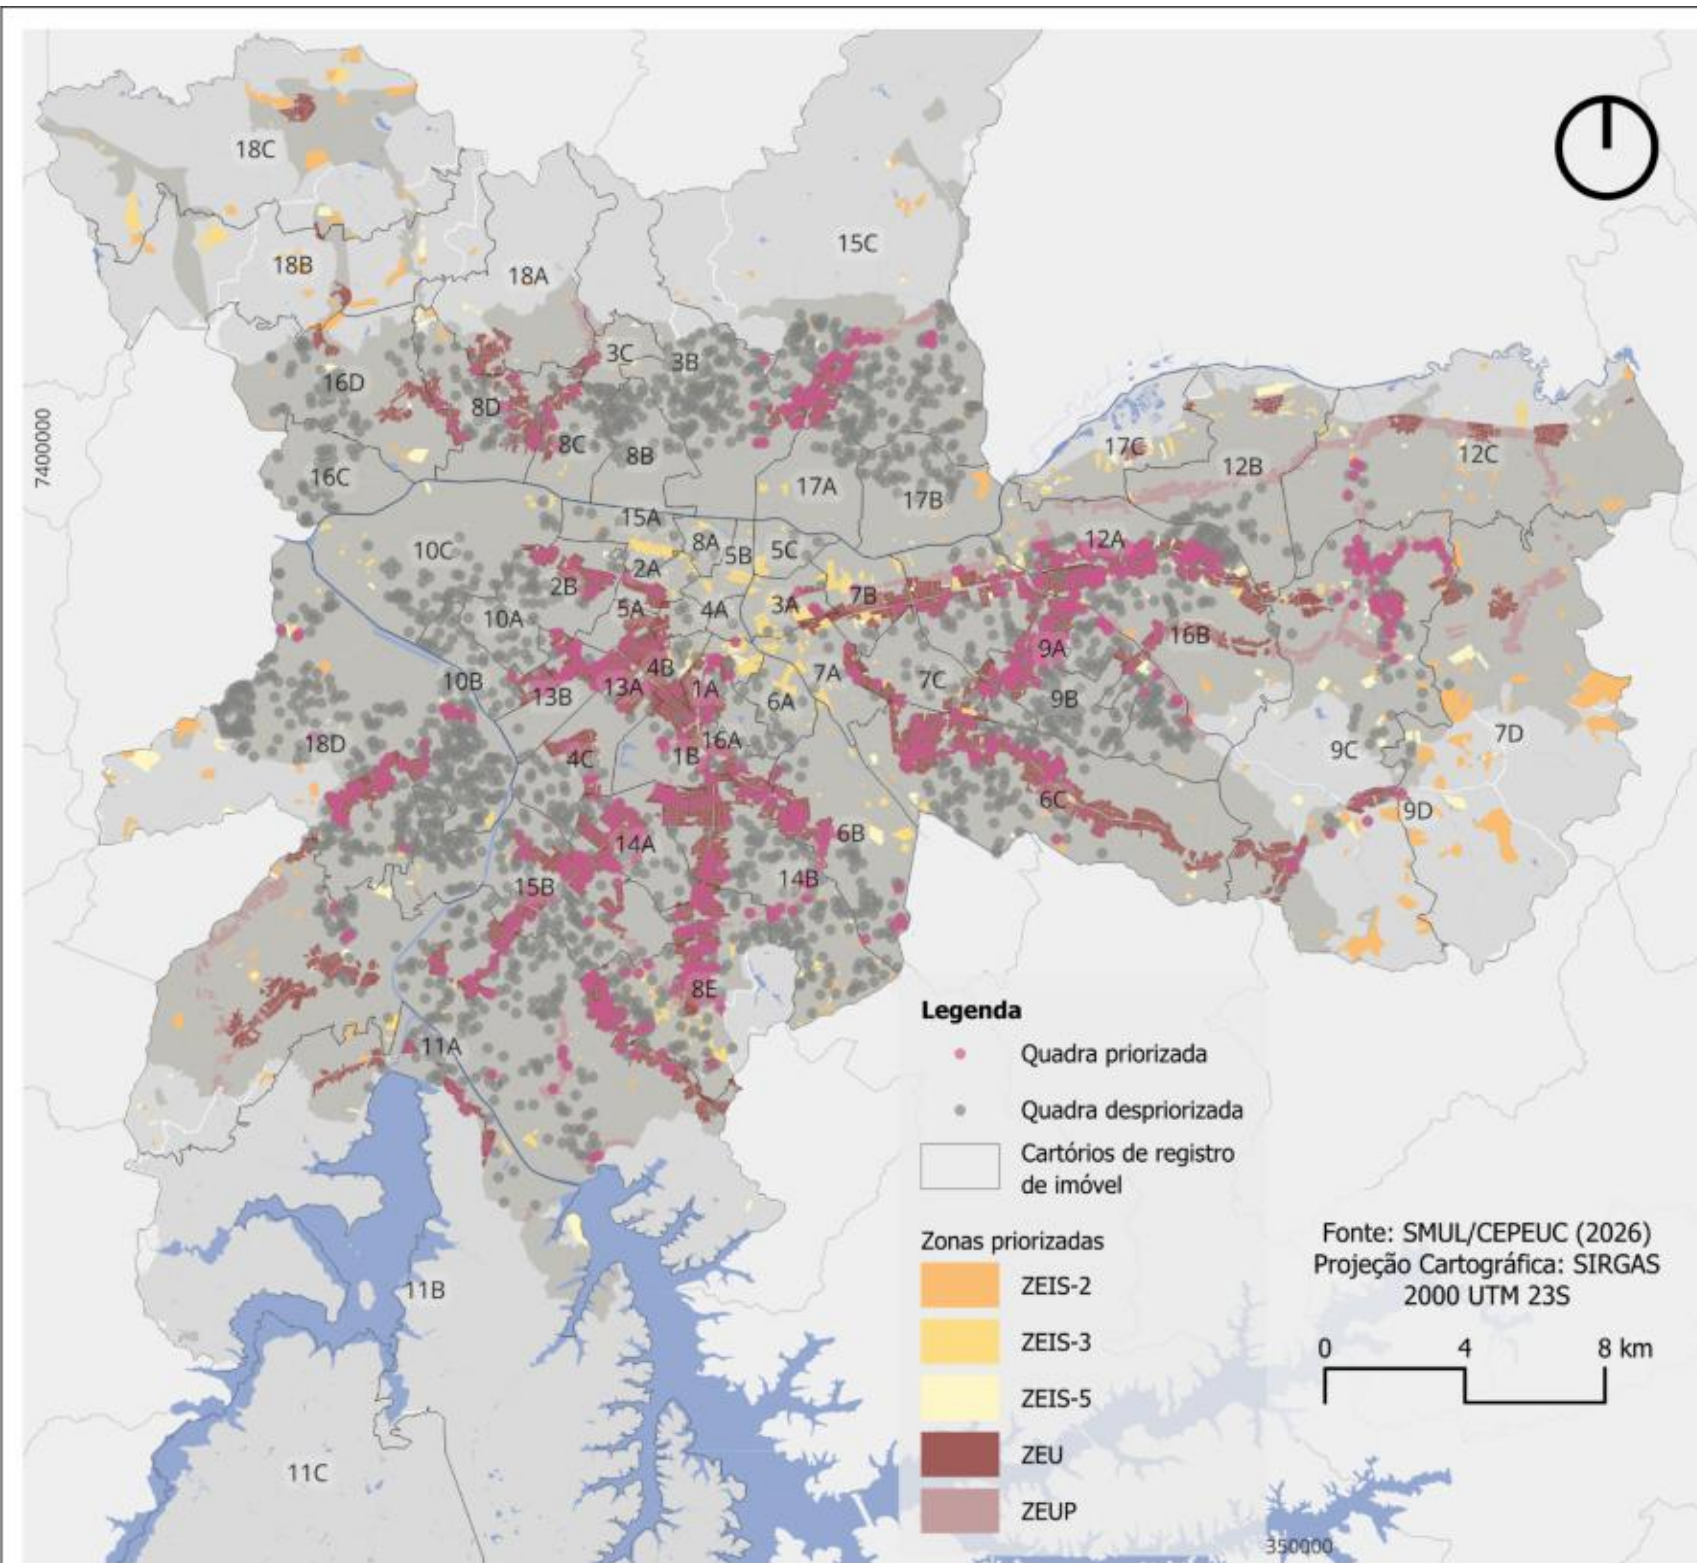 18C
15C
18B
18A
3C
3B
16D
8D
7400000
8C
17C
12C
8B
12B
16C
17A
17B
15A
12A
10C
8A
5B
5C
2A
2B
7B
3A
4A
5A
10A
16B
9A
4B
7A
7C
10B
13A
1A
13B
6A
9B
7D
18D
16A
9C
4C
1B
6C
9D
6B
14A
14B
15B
8E
11A
11B
11C
Legenda
Quadra priorizada
Quadra despriorizada
Cartórios de registro
de imóvel
Zonas priorizadas
ZEIS-2
ZEIS-3
ZEIS-5
ZEU
ZEUP
Fonte: SMUL/CEPEUC (2026)
Projeção Cartográfica: SIRGAS
2000 UTM 23S
0 4 8 km
350000